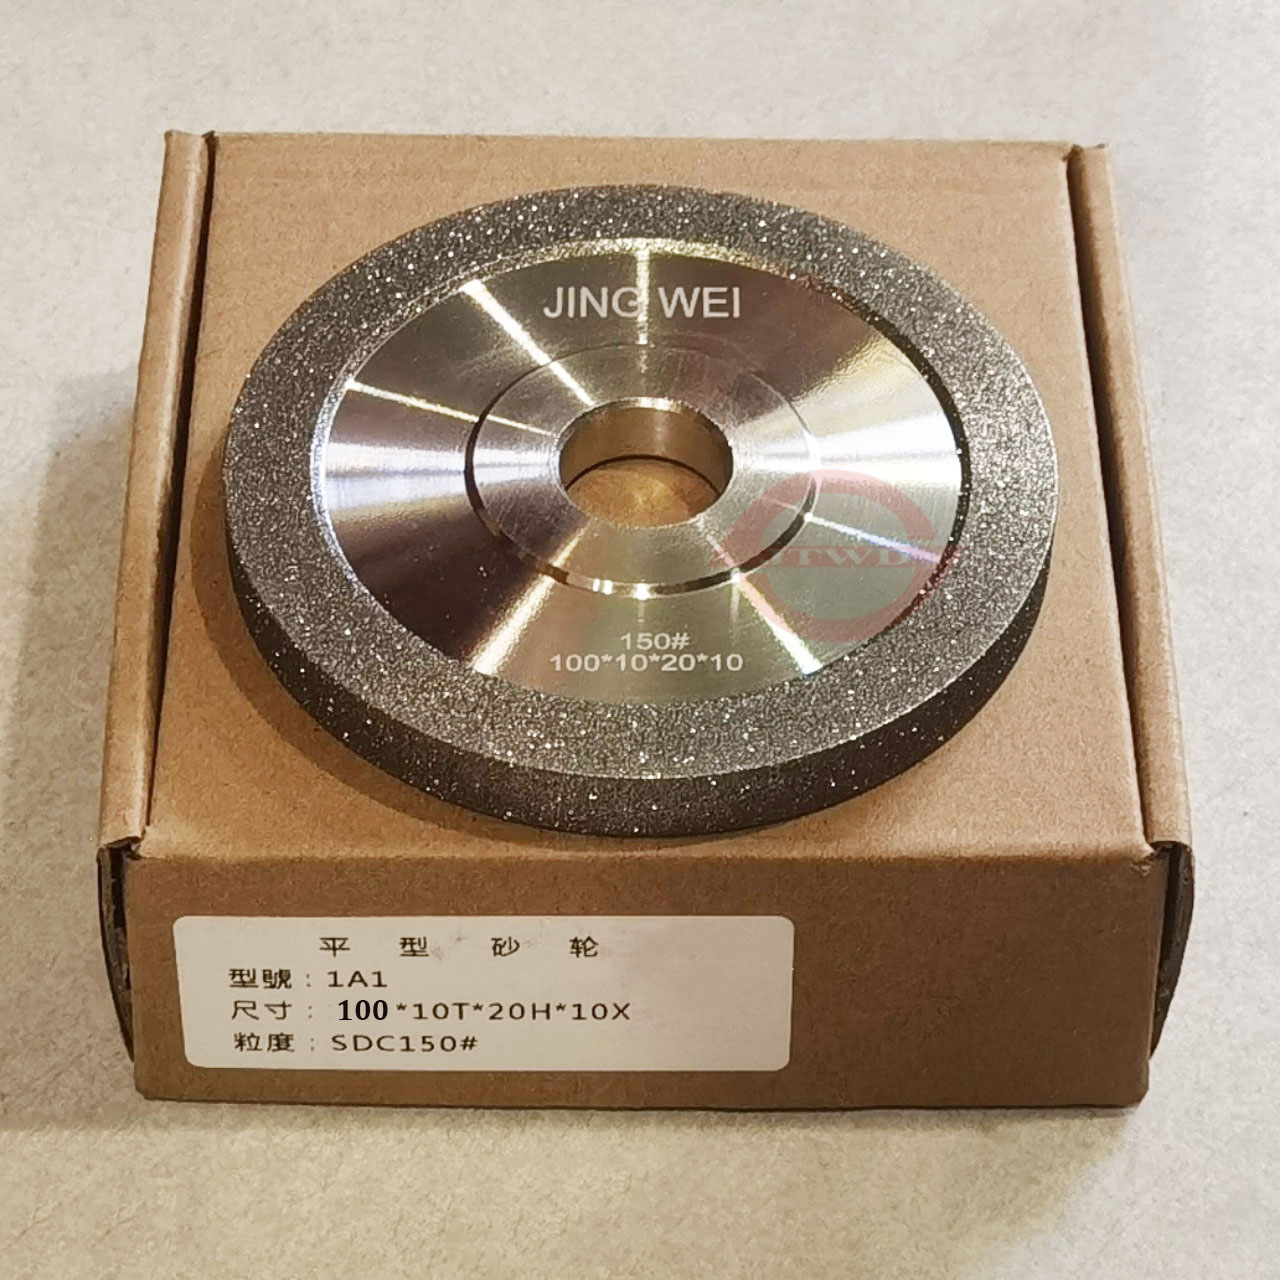 JING WEI
150#
100*10*20*10
平 型 砂 轮
型號：1A1
尺寸：100*10T*20H*10X
粒度：SDC150#